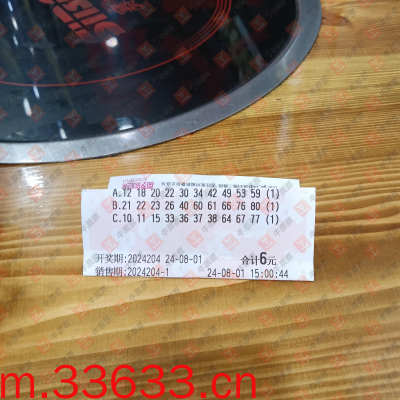 A.12 18 20 22 30 34 42 49 53 59 (1)
B.21 22 23 26 40 60 61 66 76 80 (1)
C.10 11 15 33 36 37 38 64 67 77 (1)
开奖期:2024204 24-08-01 合计6元
销售期:2024204-1 24-08-01 15:00:44
m.33633.cn